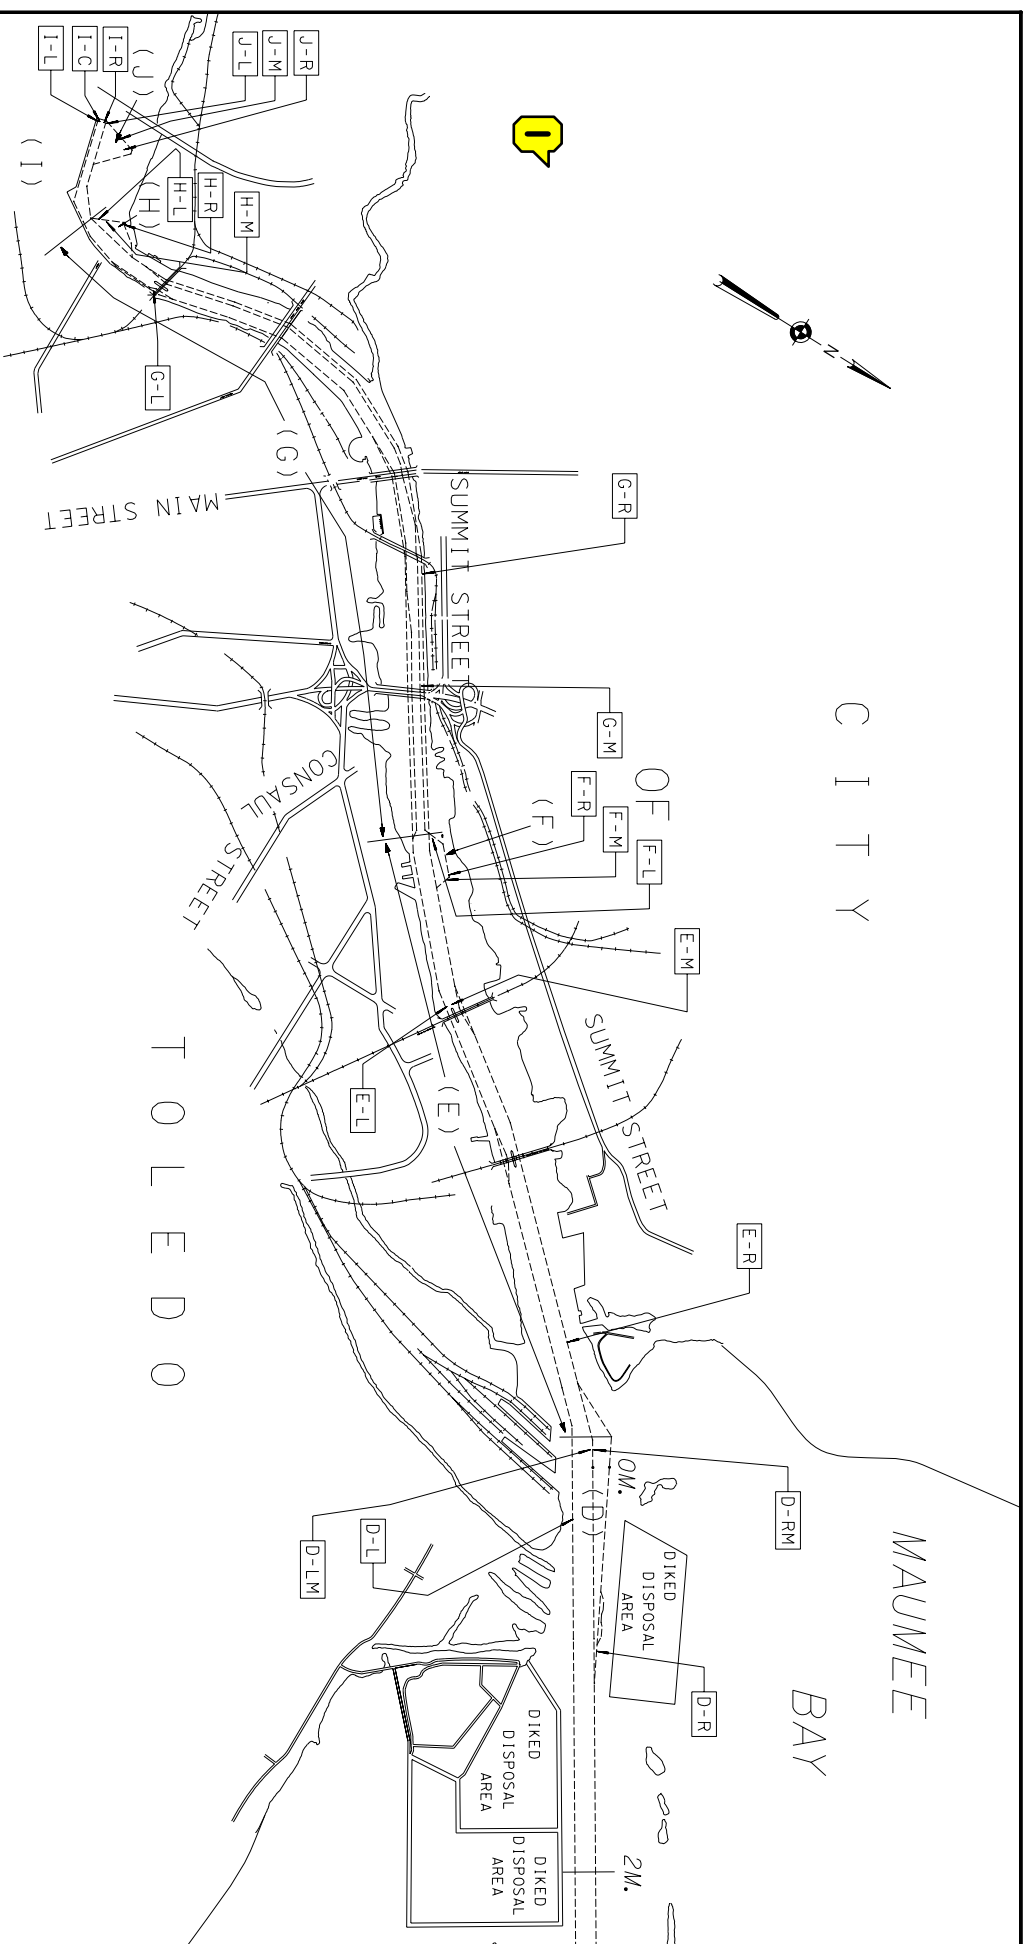 I-L
I-C
I-R
J-L
J-M
J-R
(J)
(I)
(H)
H-L
H-R
H-M
G-L
(G)
N
MAIN STREET
SUMMIT STREET
G-R
G-M
CONSAUL
STREET
(F)
F-R
F-M
F-L
CITY
OF
TOLEDO
E-M
E-L
(E)
SUMMIT STREET
E-R
0M.
(D)
D-RM
D-LM
D-L
D-R
DIKED
DISPOSAL
AREA
MAUMEE
BAY
DIKED
DISPOSAL
AREA
DIKED
DISPOSAL
AREA
2M.